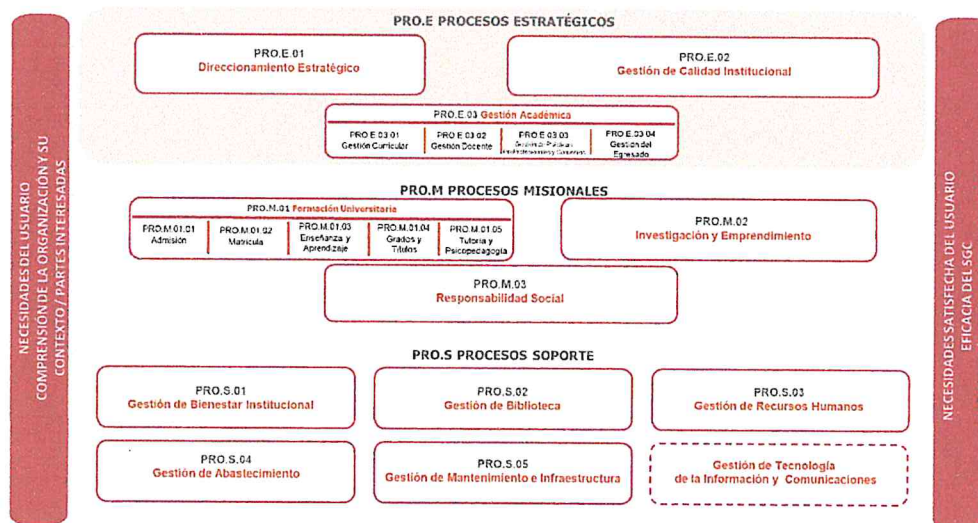 NECESIDADES DEL USUARIO
COMPRENSIÓN DE LA ORGANIZACIÓN Y SU
CONTEXTO / PARTES INTERESADAS
PRO.E PROCESOS ESTRATÉGICOS
PRO.E.01
Direccionamiento Estratégico
PRO.E.02
Gestión de Calidad Institucional
PRO.E.03 Gestión Académica
PRO.E.03.01
Gestión Curricular
PRO.E.03.02
Gestión Docente
PRO.E.03.03
PRO.E.03.04
Gestión del
Egresado
PRO.M PROCESOS MISIONALES
PRO.M.01 Formación Universitaria
PRO.M.01.01
Admisión
PRO.M.01.02
Matrícula
PRO.M.01.03
Enseñanza y
Aprendizaje
PRO.M.01.04
Grados y
Títulos
PRO.M.01.05
Tutoría y
Psicopedagogía
PRO.M.02
Investigación y Emprendimiento
PRO.M.03
Responsabilidad Social
PRO.S PROCESOS SOPORTE
PRO.S.01
Gestión de Bienestar Institucional
PRO.S.02
Gestión de Biblioteca
PRO.S.03
Gestión de Recursos Humanos
PRO.S.04
Gestión de Abastecimiento
PRO.S.05
Gestión de Mantenimiento e Infraestructura
Gestión de Tecnología
de la Información y Comunicaciones
NECESIDADES SATISFECHA DEL USUARIO
EFICACIA DEL SGC